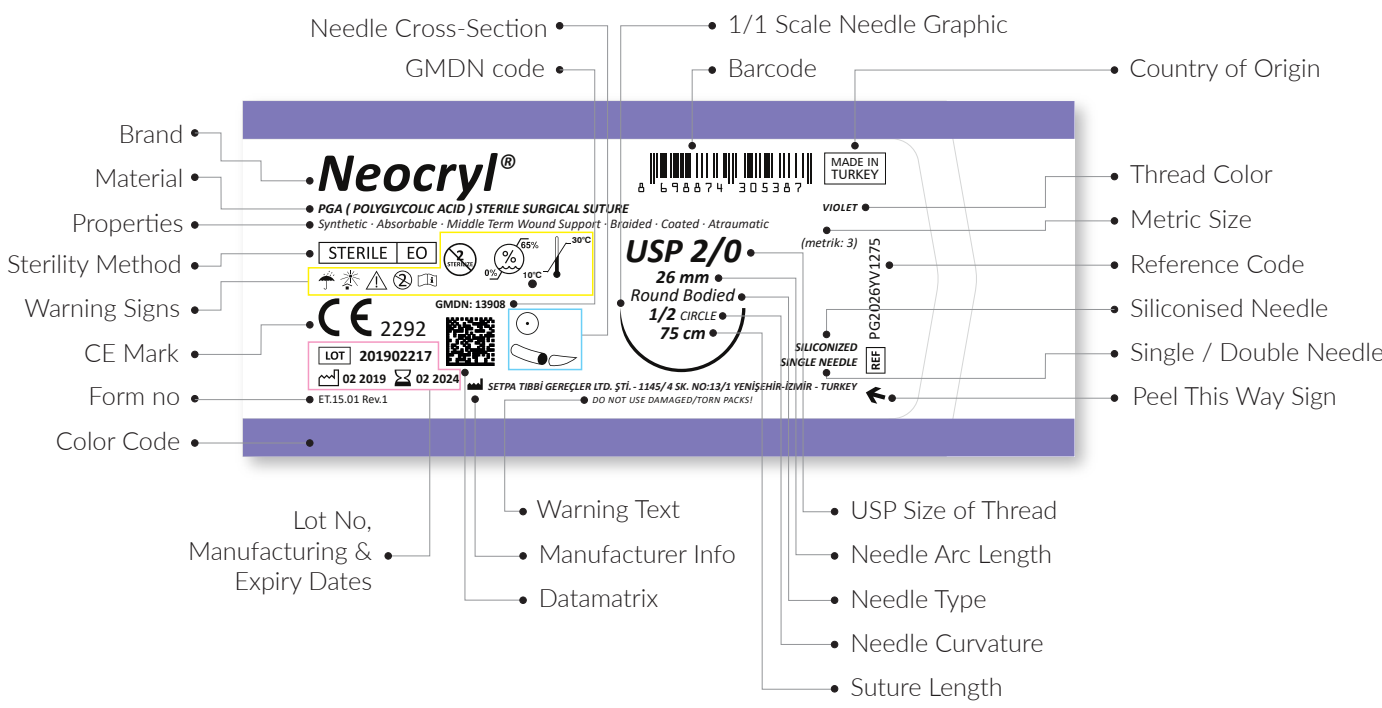 Needle Cross-Section
1/1 Scale Needle Graphic
GMDN code
Barcode
Country of Origin
Brand
Material
Properties
Sterility Method
Warning Signs
CE Mark
Form no
Color Code
Neocryl®
PGA ( POLYGLYCOLIC ACID ) STERILE SURGICAL SUTURE
Synthetic · Absorbable · Middle Term Wound Support · Braided · Coated · Atraumatic
STERILE EO
2 STERILIZE
0% % 65%
10°C 30°C
2
i
GMDN: 13908
CE 2292
LOT 201902217
02 2019 02 2024
ET.15.01 Rev.1
8 698874 305387
MADE IN
TURKEY
VIOLET
(metrik: 3)
USP 2/0
26 mm
Round Bodied
1/2 CIRCLE
75 cm
SILICONIZED
SINGLE NEEDLE
REF PG2026YV1275
SETPA TIBBİ GEREÇLER LTD. ŞTİ. - 1145/4 SK. NO:13/1 YENİŞEHİR-İZMİR - TURKEY
DO NOT USE DAMAGED/TORN PACKS!
Thread Color
Metric Size
Reference Code
Siliconised Needle
Single / Double Needle
Peel This Way Sign
Lot No,
Manufacturing &
Expiry Dates
Warning Text
Manufacturer Info
Datamatrix
USP Size of Thread
Needle Arc Length
Needle Type
Needle Curvature
Suture Length